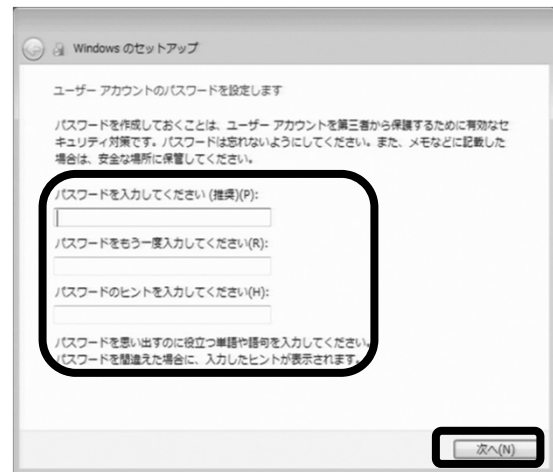 Windows のセットアップ
ユーザー アカウントのパスワードを設定します
パスワードを作成しておくことは、ユーザー アカウントを第三者から保護するために有効なセ
キュリティ対策です。パスワードは忘れないようにしてください。また、メモなどに記載した
場合は、安全な場所に保管してください。
パスワードを入力してください (推奨)(P):
パスワードをもう一度入力してください(R):
パスワードのヒントを入力してください(H):
パスワードを思い出すのに役立つ単語や語句を入力してください。
パスワードを間違えた場合に、入力したヒントが表示されます。
次へ(N)